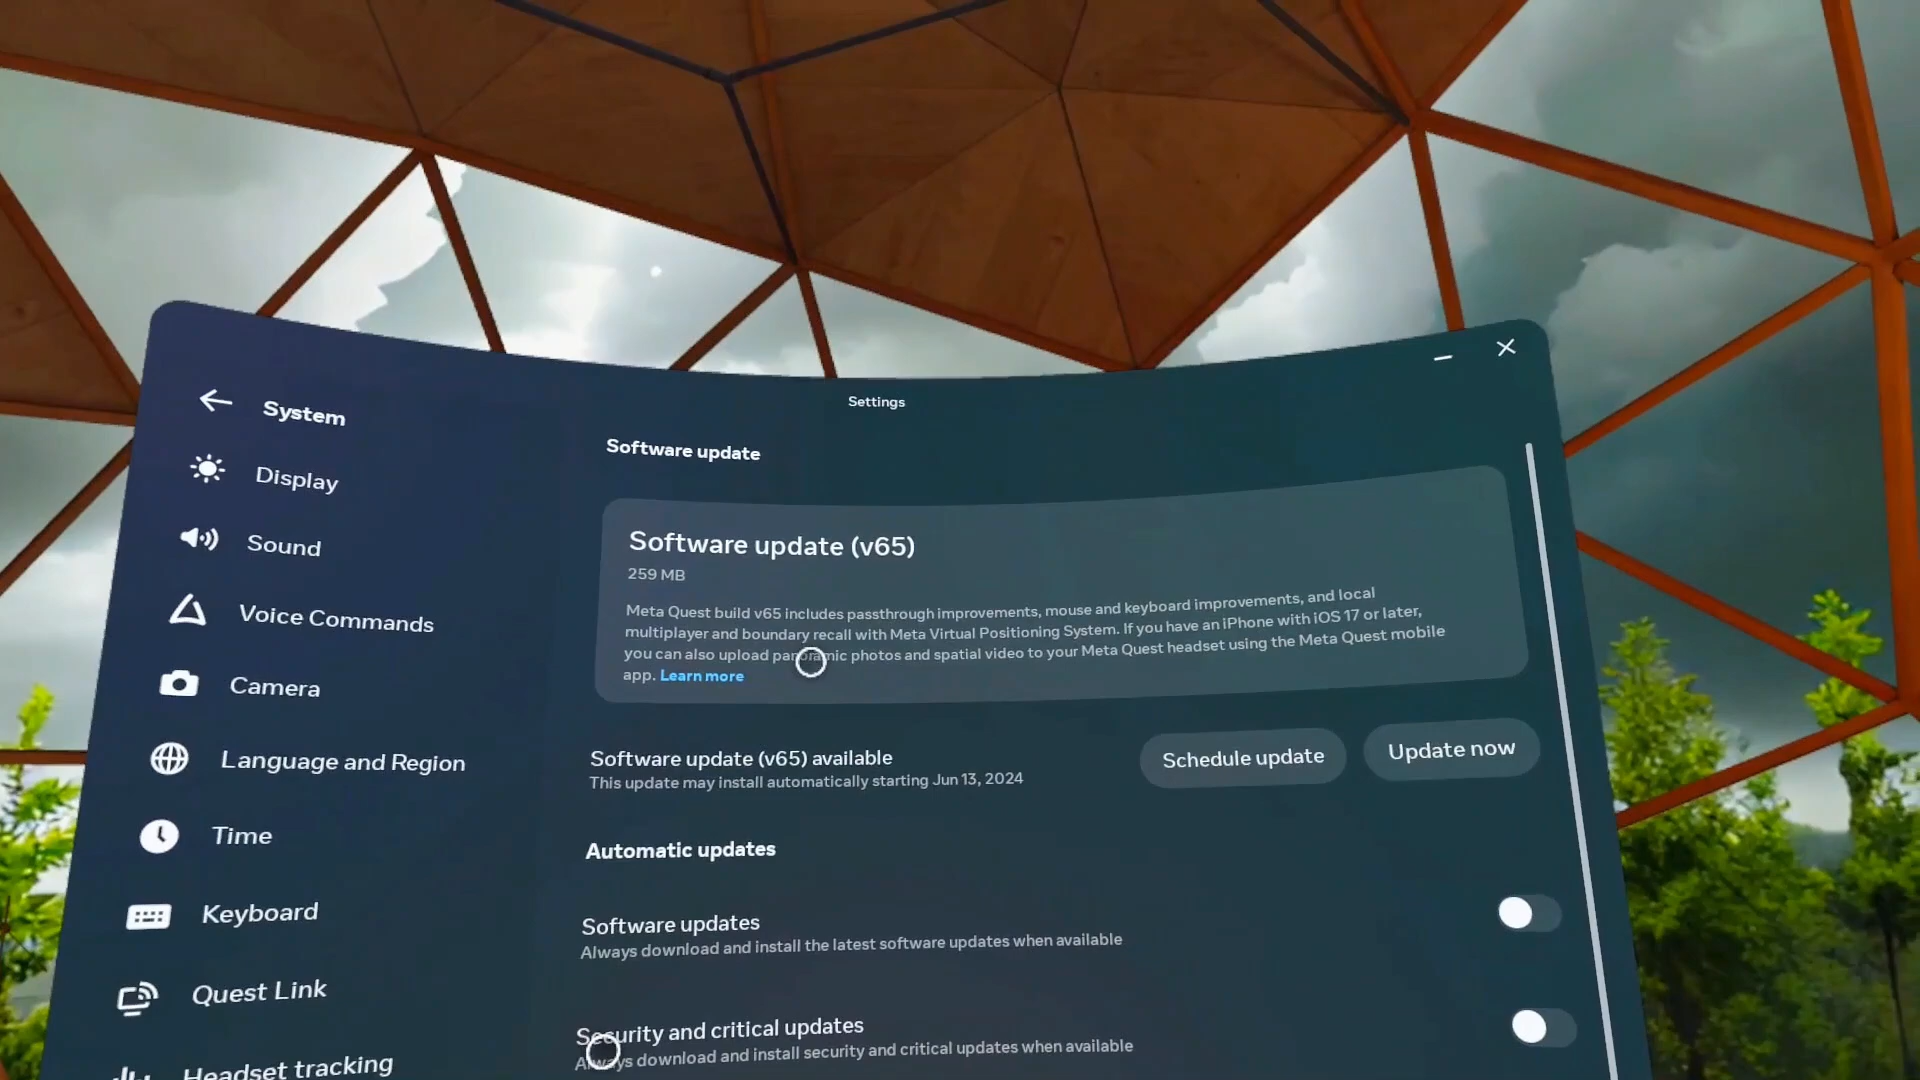 Settings
System
Display
Sound
Voice Commands
Camera
Language and Region
Time
Keyboard
Quest Link
Headset tracking
Software update
Software update (v65)
259 MB
Meta Quest build v65 includes passthrough improvements, mouse and keyboard improvements, and local
multiplayer and boundary recall with Meta Virtual Positioning System. If you have an iPhone with iOS 17 or later,
you can also upload panoramic photos and spatial video to your Meta Quest headset using the Meta Quest mobile
app. Learn more
Software update (v65) available
This update may install automatically starting Jun 13, 2024
Schedule update
Update now
Automatic updates
Software updates
Always download and install the latest software updates when available
Security and critical updates
Always download and install security and critical updates when available